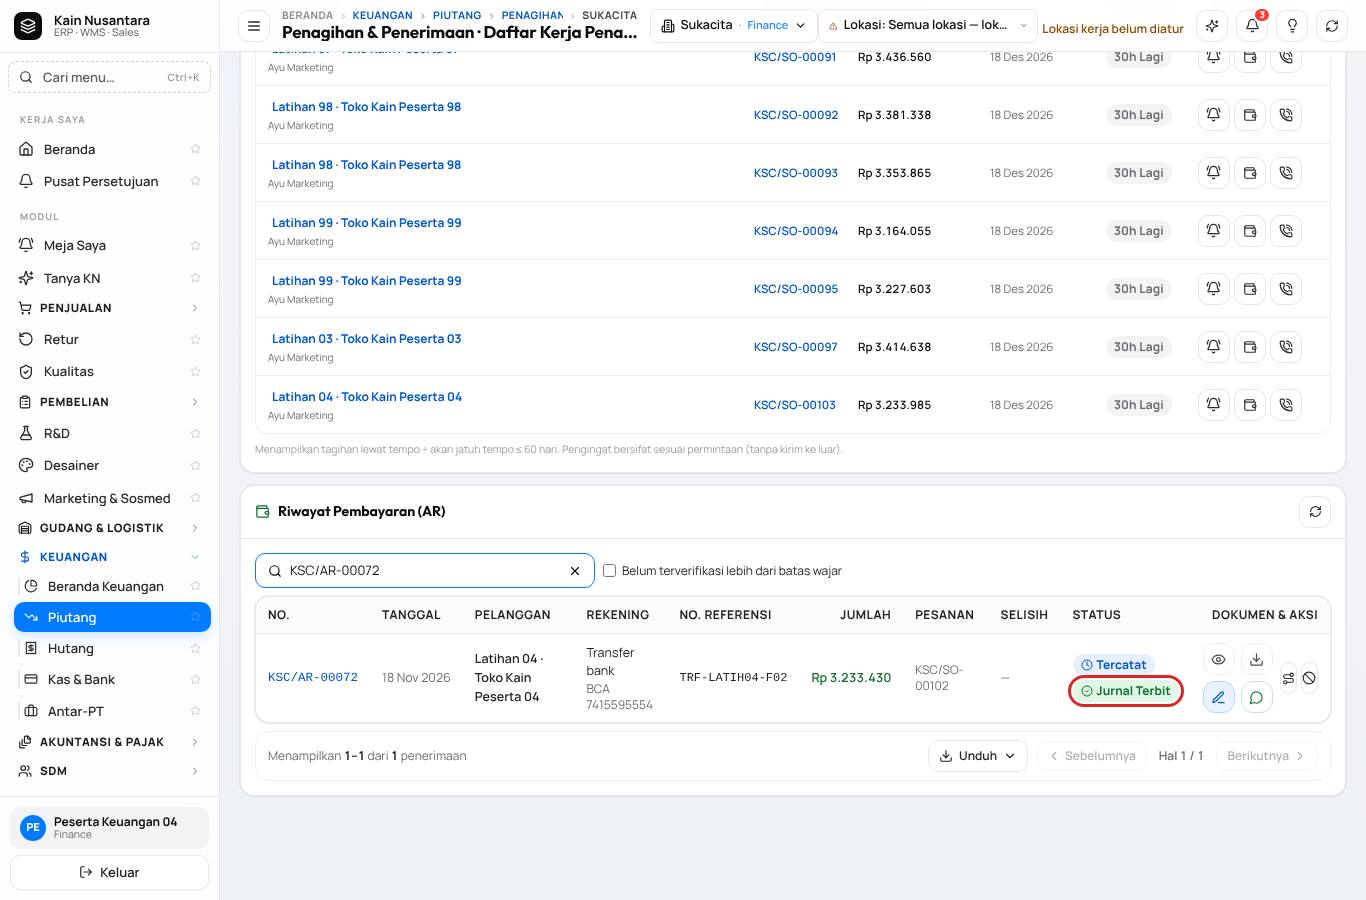 Kain Nusantara
ERP · WMS · Sales
Cari menu... Ctrl+K
KERJA SAYA
Beranda
Pusat Persetujuan
MODUL
Meja Saya
Tanya KN
PENJUALAN
Retur
Kualitas
PEMBELIAN
R&D
Desainer
Marketing & Sosmed
GUDANG & LOGISTIK
KEUANGAN
Beranda Keuangan
Piutang
Hutang
Kas & Bank
Antar-PT
AKUNTANSI & PAJAK
SDM
PE Peserta Keuangan 04
Finance
Keluar
BERANDA > KEUANGAN > PIUTANG > PENAGIHAN > SUKACITA
Penagihan & Penerimaan · Daftar Kerja Pena...
Sukacita · Finance
Lokasi: Semua lokasi — lok...
Lokasi kerja belum diatur
3
Ayu Marketing KSC/SO-00091 Rp 3.436.560 18 Des 2026 30h Lagi
Latihan 98 · Toko Kain Peserta 98
Ayu Marketing KSC/SO-00092 Rp 3.381.338 18 Des 2026 30h Lagi
Latihan 98 · Toko Kain Peserta 98
Ayu Marketing KSC/SO-00093 Rp 3.353.865 18 Des 2026 30h Lagi
Latihan 99 · Toko Kain Peserta 99
Ayu Marketing KSC/SO-00094 Rp 3.164.055 18 Des 2026 30h Lagi
Latihan 99 · Toko Kain Peserta 99
Ayu Marketing KSC/SO-00095 Rp 3.227.603 18 Des 2026 30h Lagi
Latihan 03 · Toko Kain Peserta 03
Ayu Marketing KSC/SO-00097 Rp 3.414.638 18 Des 2026 30h Lagi
Latihan 04 · Toko Kain Peserta 04
Ayu Marketing KSC/SO-00103 Rp 3.233.985 18 Des 2026 30h Lagi
Menampilkan tagihan lewat tempo + akan jatuh tempo ≤ 60 hari. Pengingat bersifat sesuai permintaan (tanpa kirim ke luar).
Riwayat Pembayaran (AR)
KSC/AR-00072
Belum terverifikasi lebih dari batas wajar
NO. TANGGAL PELANGGAN REKENING NO. REFERENSI JUMLAH PESANAN SELISIH STATUS DOKUMEN & AKSI
KSC/AR-00072
18 Nov 2026
Latihan 04 ·
Toko Kain
Peserta 04
Transfer
bank
BCA
7415595554
TRF-LATIH04-F02
Rp 3.233.430
KSC/SO-
00102
—
Tercatat
Jurnal Terbit
Menampilkan 1–1 dari 1 penerimaan
Unduh
Sebelumnya
Hal 1 / 1
Berikutnya